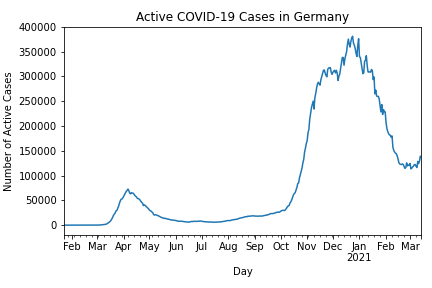 Active COVID-19 Cases in Germany
400000
350000
300000
250000
200000
150000
100000
50000
0
Number of Active Cases
Feb Mar Apr May Jun Jul Aug Sep Oct Nov Dec Jan Feb Mar
2021
Day